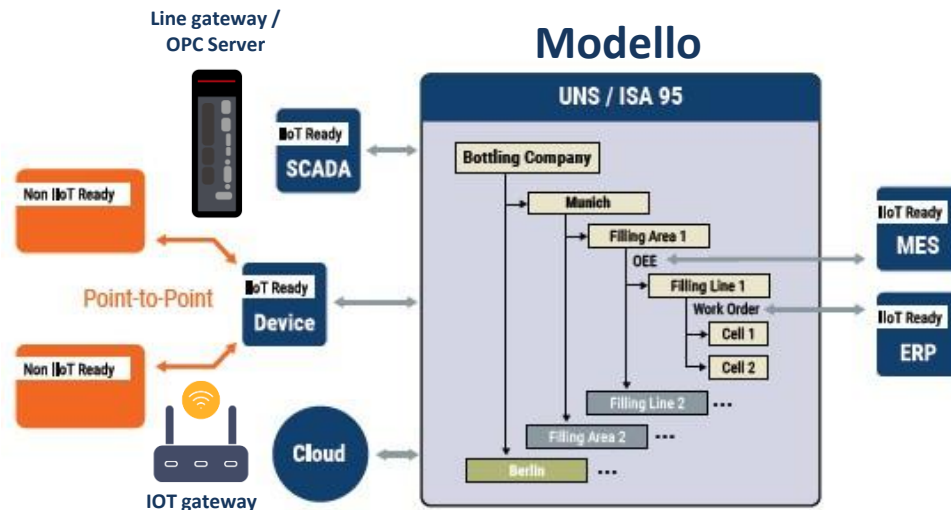 Line gateway /
OPC Server
Modello
UNS / ISA 95
IIoT Ready
SCADA
Bottling Company
Non IIoT Ready
Munich
IIoT Ready
MES
Filling Area 1
OEE
Point-to-Point
IIoT Ready
Device
Filling Line 1
Work Order
IIoT Ready
ERP
Cell 1
Cell 2
Non IIoT Ready
Filling Line 2 ...
Filling Area 2 ...
Cloud
Berlin ...
IOT gateway